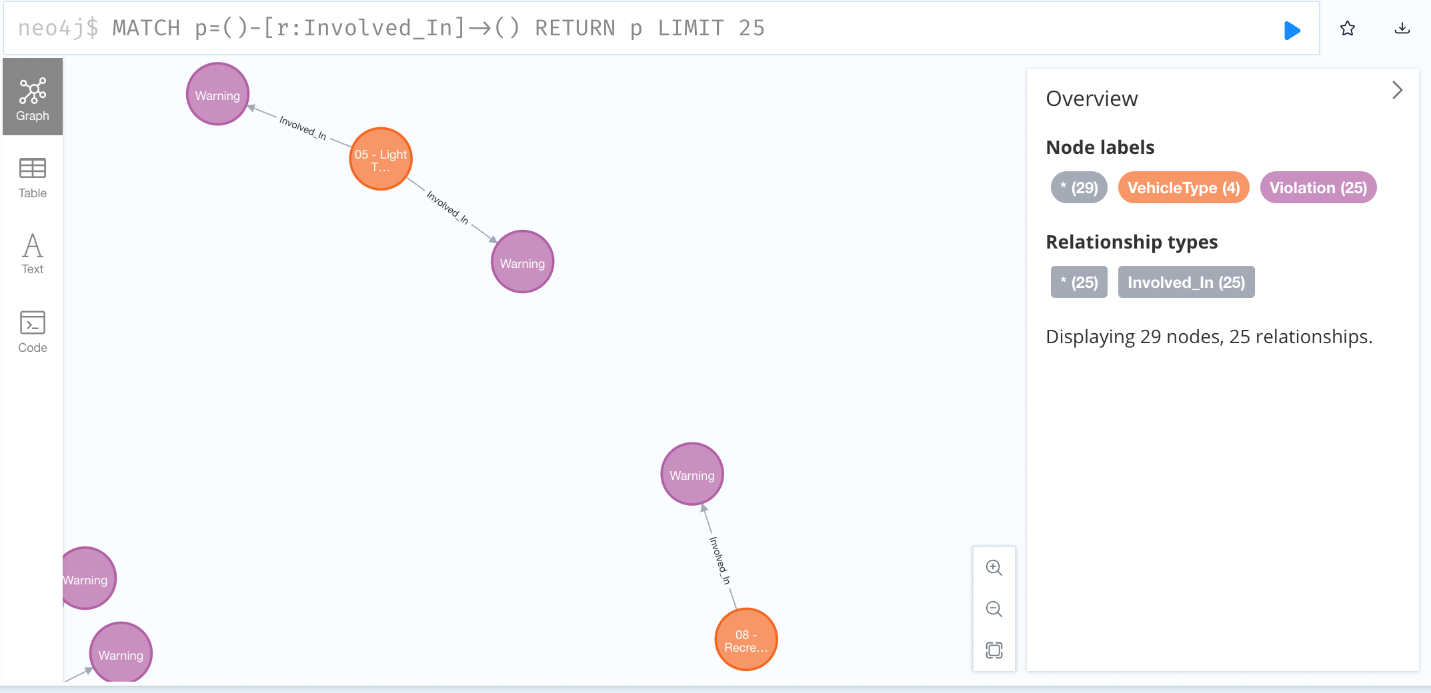 neo4j$ MATCH p=()-[r:Involved_In]->() RETURN p LIMIT 25
Graph
Table
Text
Code
Warning
Involved_In
05 - Light
T...
Involved_In
Warning
Warning
Involved_In
08 -
Recre...
Warning
Warning
Overview
Node labels
* (29)
VehicleType (4)
Violation (25)
Relationship types
* (25)
Involved_In (25)
Displaying 29 nodes, 25 relationships.